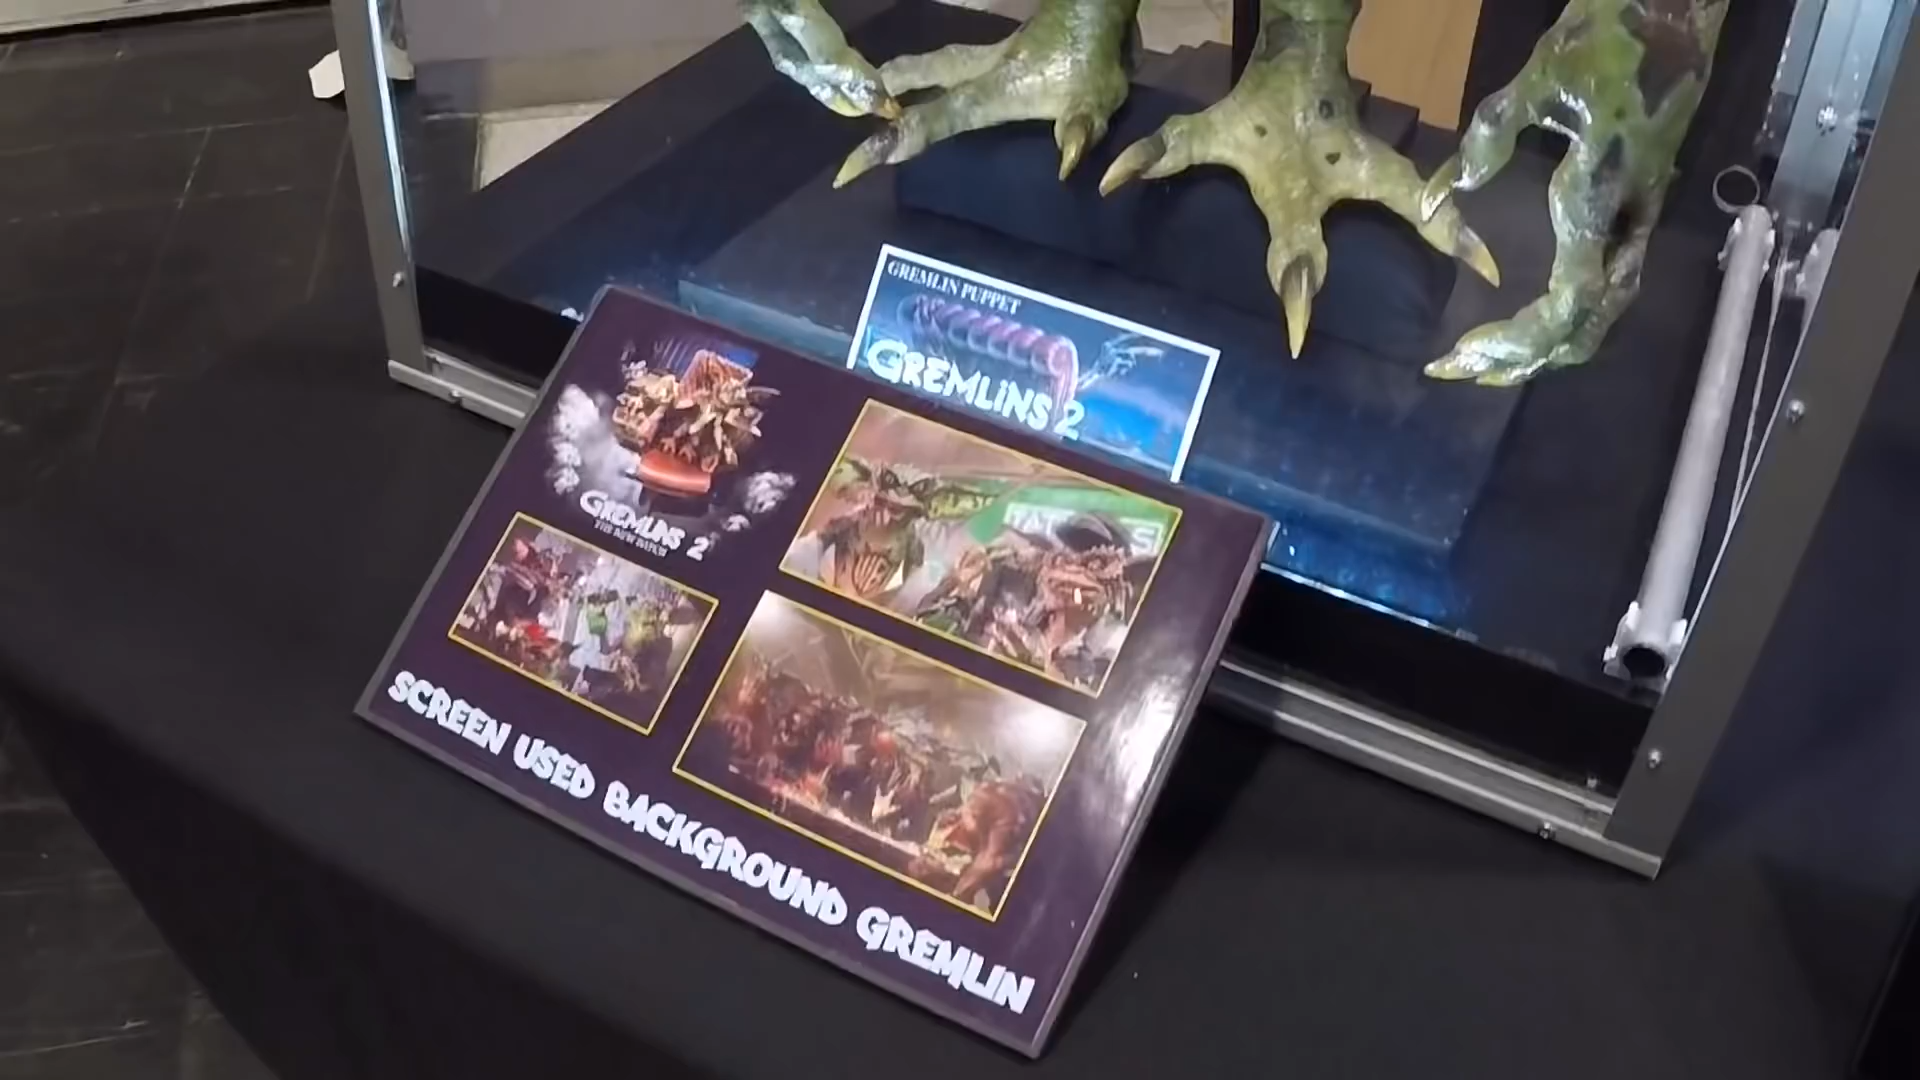 GREMLIN PUPPET
GREMLINS 2
GREMLINS 2
THE NEW BATCH
SCREEN USED BACKGROUND GREMLIN